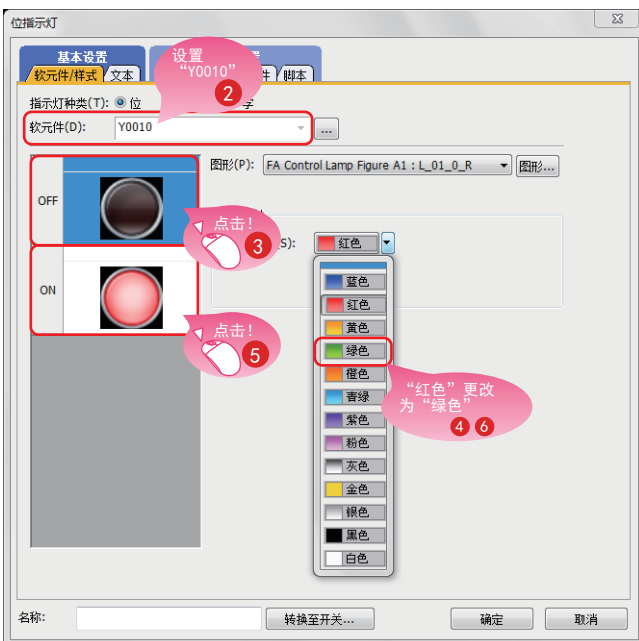 位指示灯
基本设置
置
软元件/样式 文本 件 脚本
设置
“Y0010”
2
指示灯种类(T): 位 字
软元件(D): Y0010 ...
图形(P): FA Control Lamp Figure A1 : L_01_0_R 图形...
OFF
点击!
3
S): 红色
ON
点击!
5
蓝色
红色
黄色
绿色
橙色
青绿
紫色
粉色
灰色
金色
银色
黑色
白色
“红色”更改
为“绿色”
4 6
名称: 转换至开关... 确定 取消